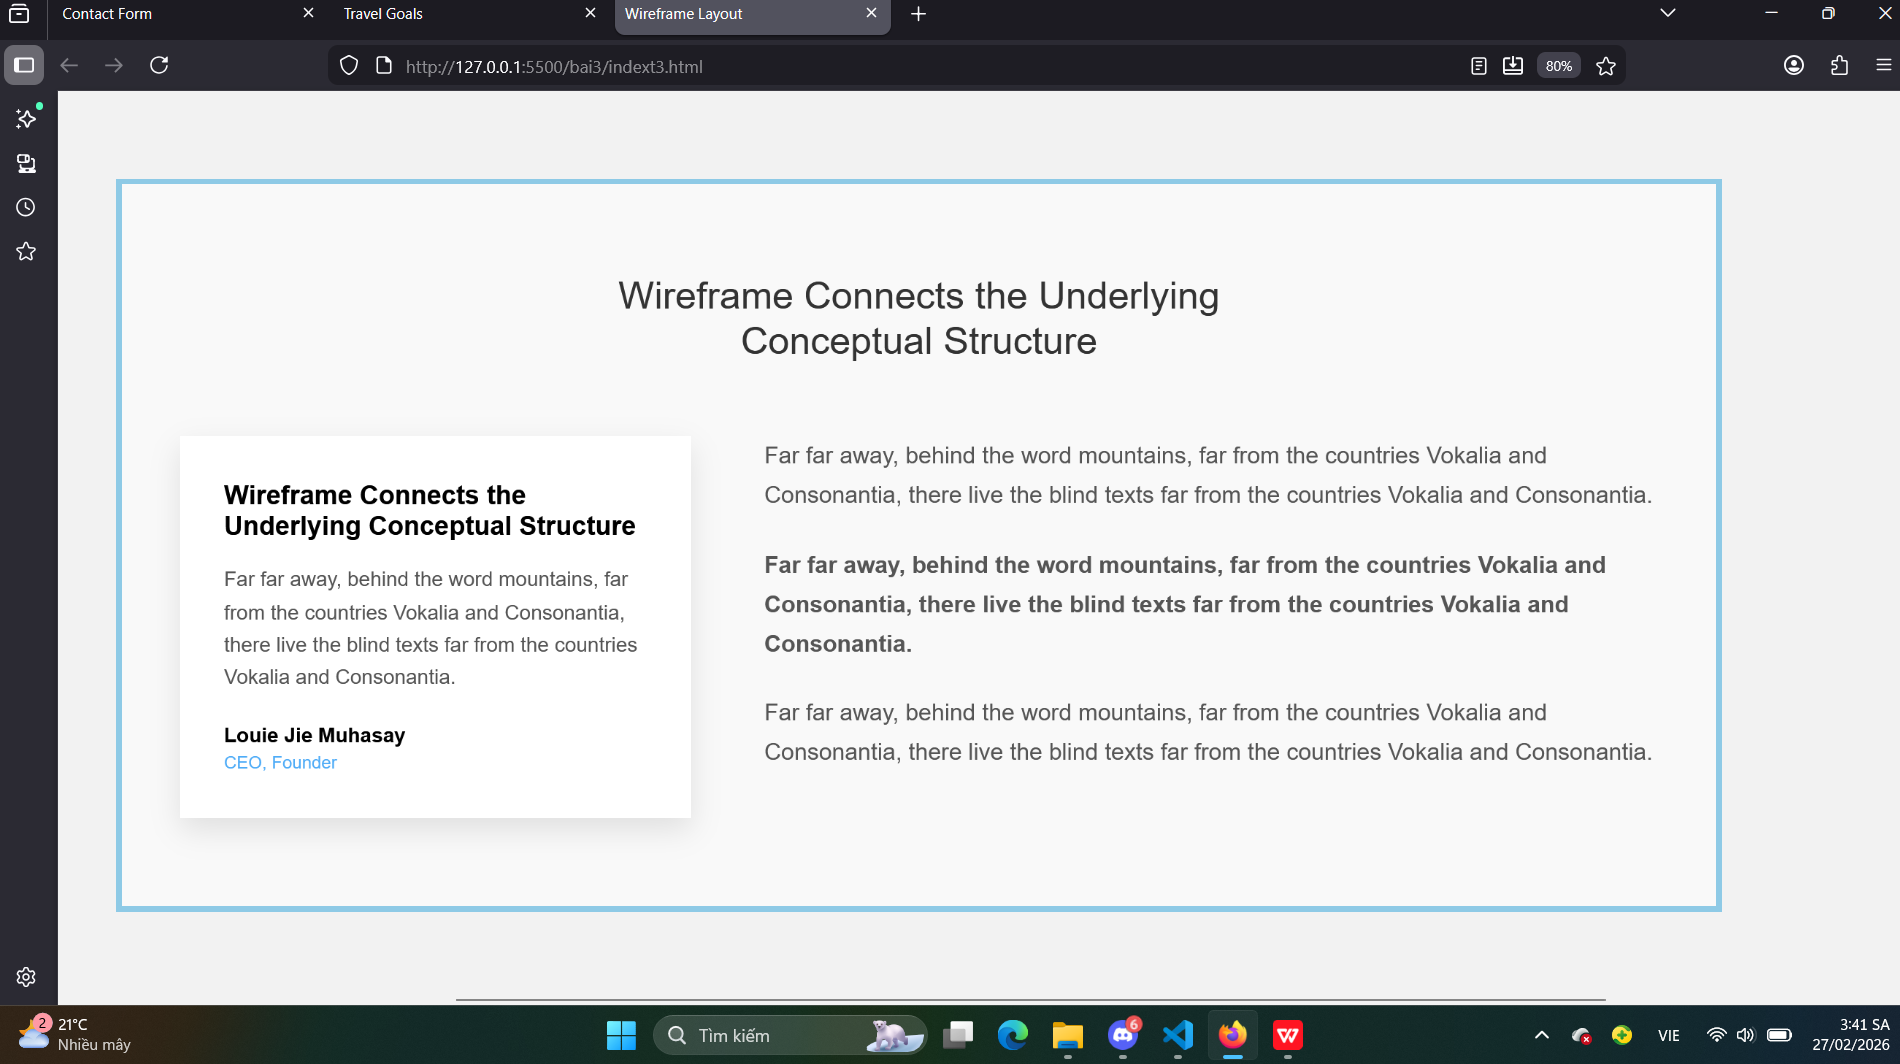 Contact Form
Travel Goals
Wireframe Layout
http://127.0.0.1:5500/bai3/indext3.html
80%
Wireframe Connects the Underlying
Conceptual Structure
Wireframe Connects the
Underlying Conceptual Structure
Far far away, behind the word mountains, far
from the countries Vokalia and Consonantia,
there live the blind texts far from the countries
Vokalia and Consonantia.
Louie Jie Muhasay
CEO, Founder
Far far away, behind the word mountains, far from the countries Vokalia and
Consonantia, there live the blind texts far from the countries Vokalia and Consonantia.
Far far away, behind the word mountains, far from the countries Vokalia and
Consonantia, there live the blind texts far from the countries Vokalia and
Consonantia.
Far far away, behind the word mountains, far from the countries Vokalia and
Consonantia, there live the blind texts far from the countries Vokalia and Consonantia.
2
21°C
Nhiều mây
Tìm kiếm
6
W
VIE
3:41 SA
27/02/2026